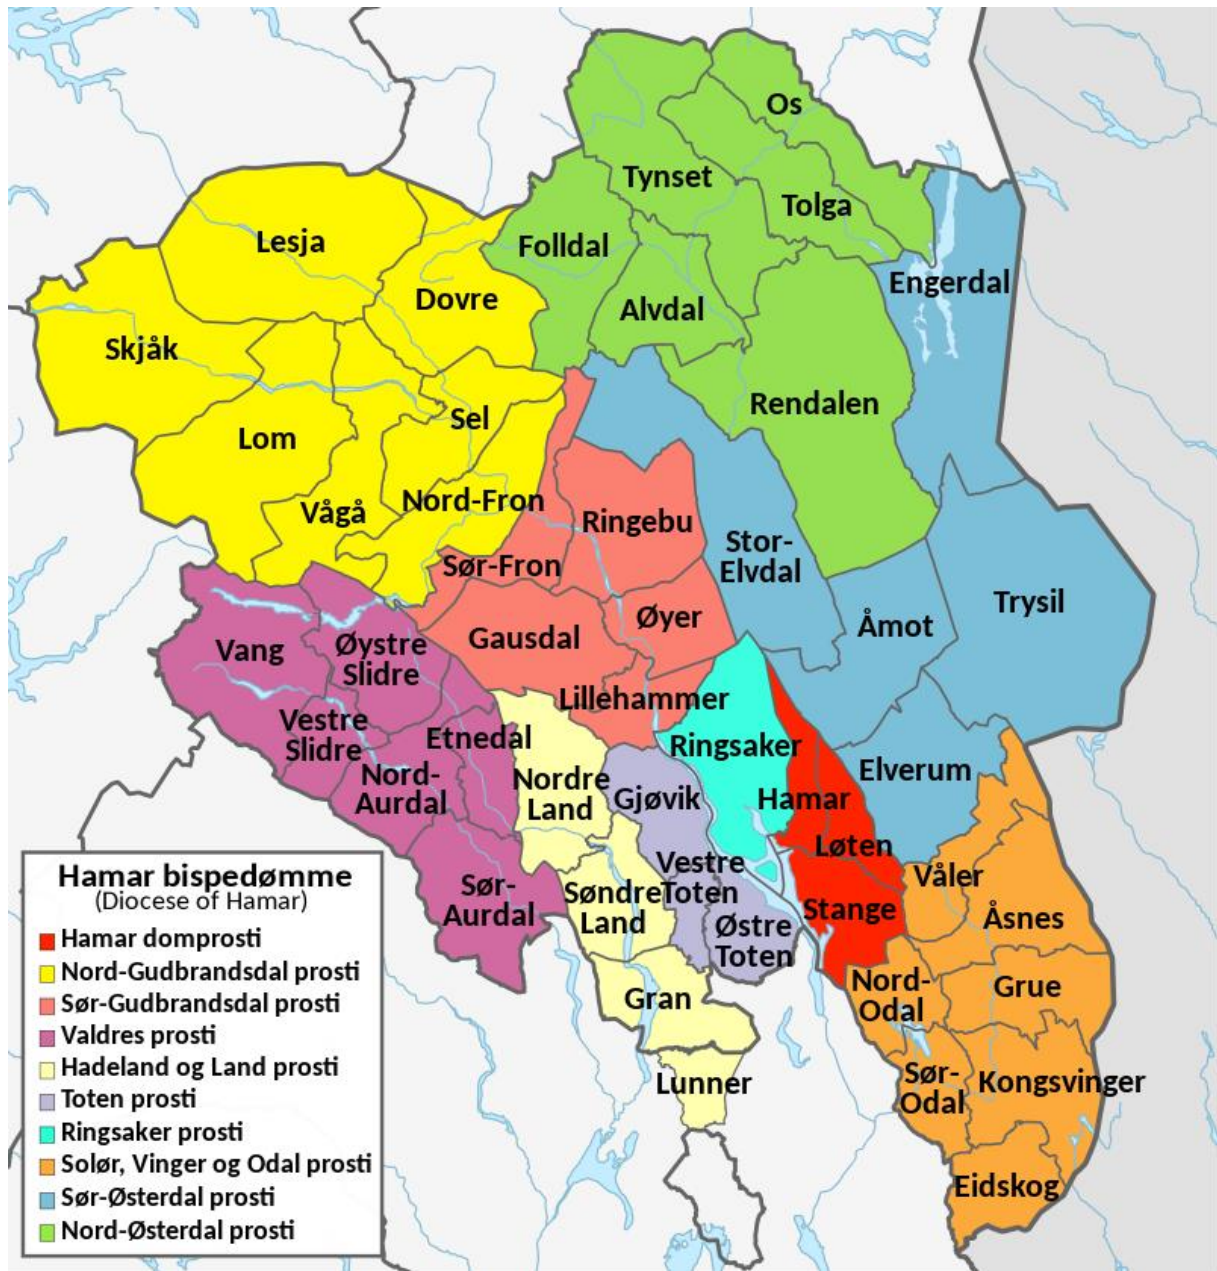 Os
Tynset
Tolga
Lesja
Folldal
Engerdal
Dovre
Alvdal
Skjåk
Rendalen
Sel
Lom
Nord-Fron
Vågå
Ringebu
Stor-
Elvdal
Sør-Fron
Trysil
Øyer
Åmot
Gausdal
Vang
Øystre
Slidre
Lillehammer
Vestre
Slidre
Etnedal
Ringsaker
Nord-
Aurdal
Nordre
Land
Gjøvik
Hamar
Elverum
Løten
Vestre
Toten
Våler
Sør-
Aurdal
Søndre
Land
Stange
Åsnes
Østre
Toten
Gran
Nord-
Odal
Grue
Lunner
Sør-
Odal
Kongsvinger
Eidskog
Hamar bispedømme
(Diocese of Hamar)
Hamar domprosti
Nord-Gudbrandsdal prosti
Sør-Gudbrandsdal prosti
Valdres prosti
Hadeland og Land prosti
Toten prosti
Ringsaker prosti
Solør, Vinger og Odal prosti
Sør-Østerdal prosti
Nord-Østerdal prosti